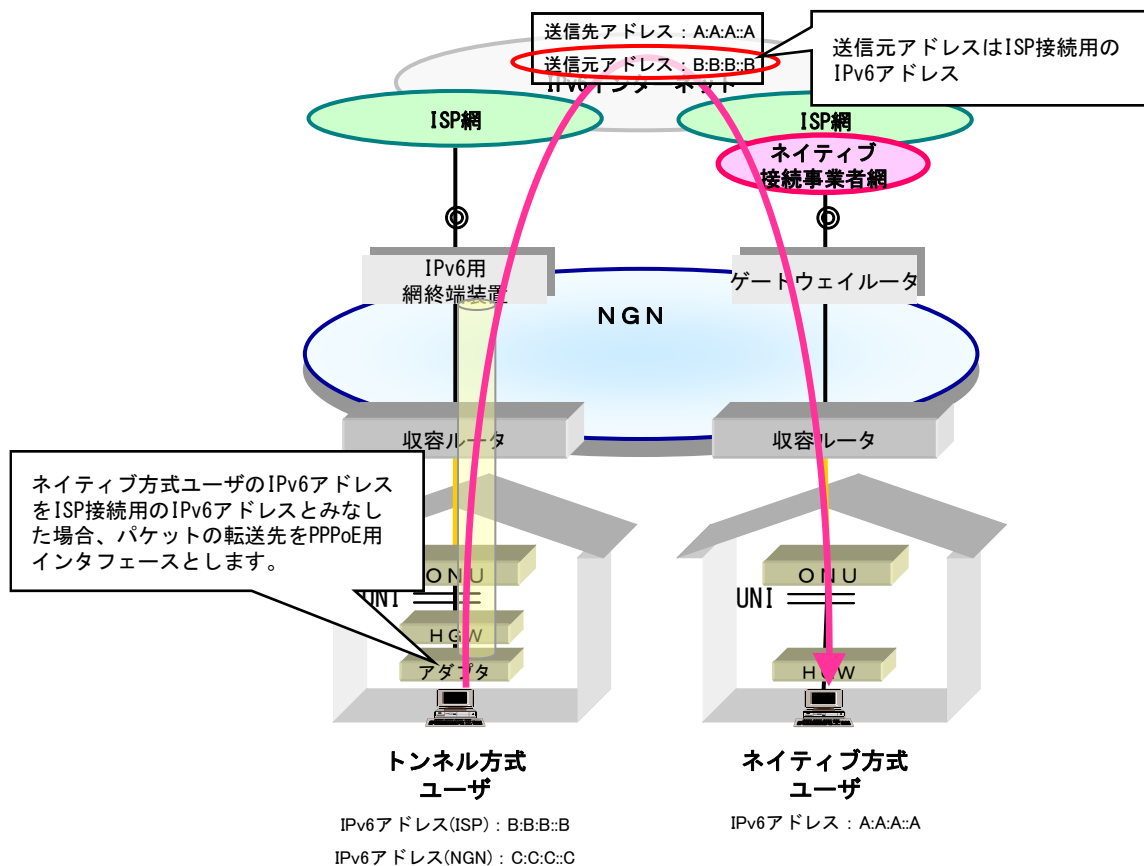 送信先アドレス：A:A:A::A
送信元アドレス：B:B:B::B
送信元アドレスはISP接続用の
IPv6アドレス
IPv6インターネット
ISP網
ISP網
ネイティブ
接続事業者網
IPv6用
網終端装置
ゲートウェイルータ
ＮＧＮ
収容ルータ
収容ルータ
ネイティブ方式ユーザのIPv6アドレス
をISP接続用のIPv6アドレスとみなし
た場合、パケットの転送先をPPPoE用
インタフェースとします。
ＯＮＵ
UNI
ＨＧＷ
アダプタ
ＯＮＵ
UNI
ＨＧＷ
トンネル方式
ユーザ
IPv6アドレス(ISP)：B:B:B::B
IPv6アドレス(NGN)：C:C:C::C
ネイティブ方式
ユーザ
IPv6アドレス：A:A:A::A